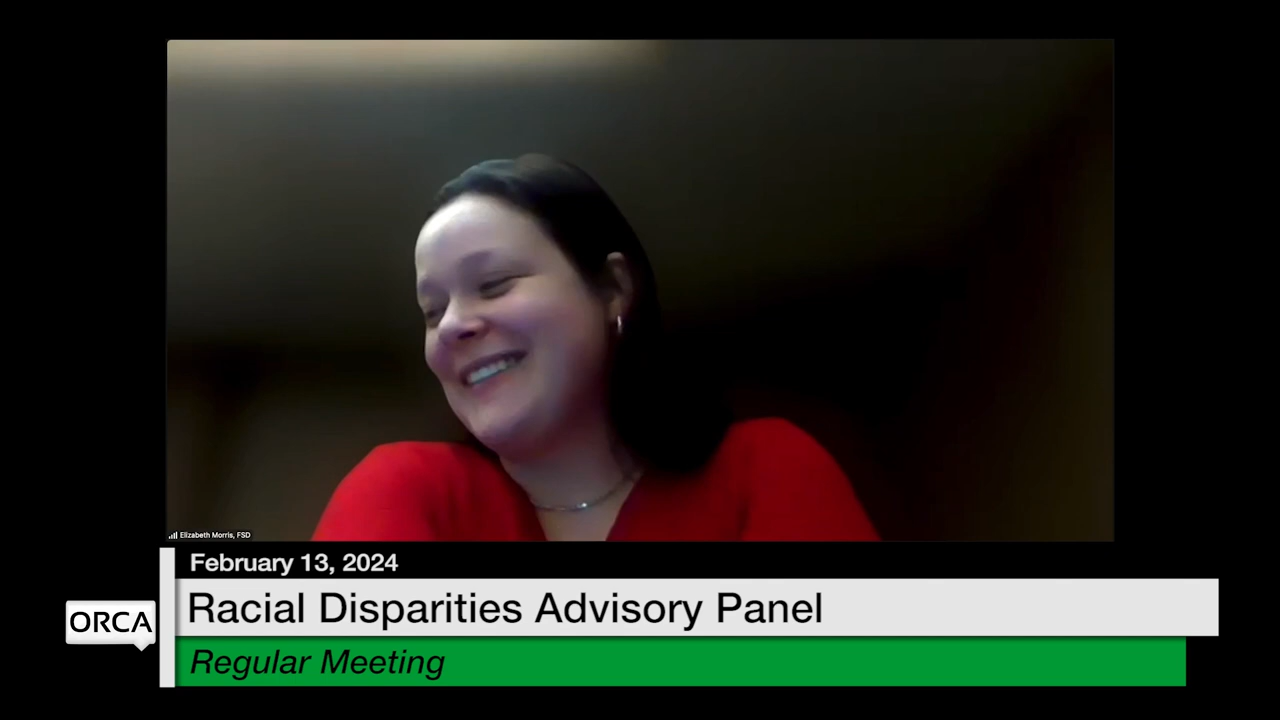 Elizabeth Morris, FSD
February 13, 2024
Racial Disparities Advisory Panel
ORCA
Regular Meeting